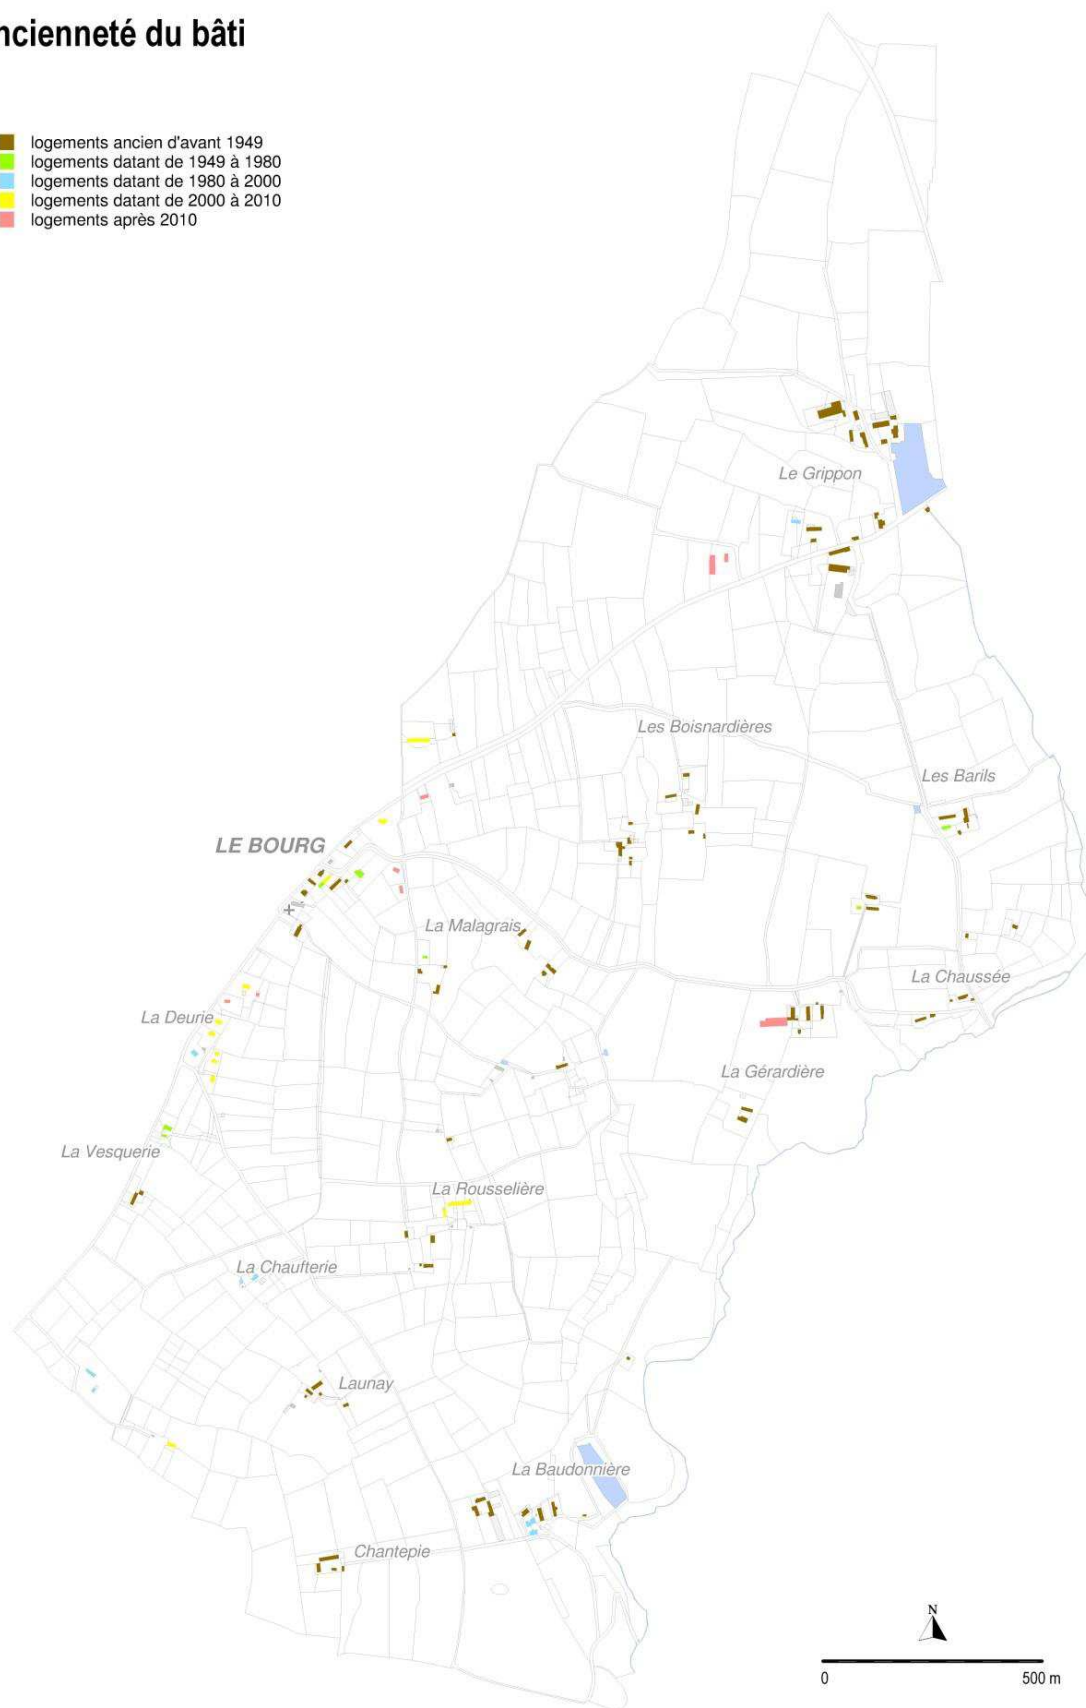 ncienneté du bâti
logements ancien d'avant 1949
logements datant de 1949 à 1980
logements datant de 1980 à 2000
logements datant de 2000 à 2010
logements après 2010
Le Grippon
Les Boisnardières
Les Barils
LE BOURG
La Malagrais
La Chaussée
La Deurie
La Gérardière
La Vesquerie
La Rousselière
La Chaufterie
Launay
La Baudonnière
Chantepie
N
0 500 m